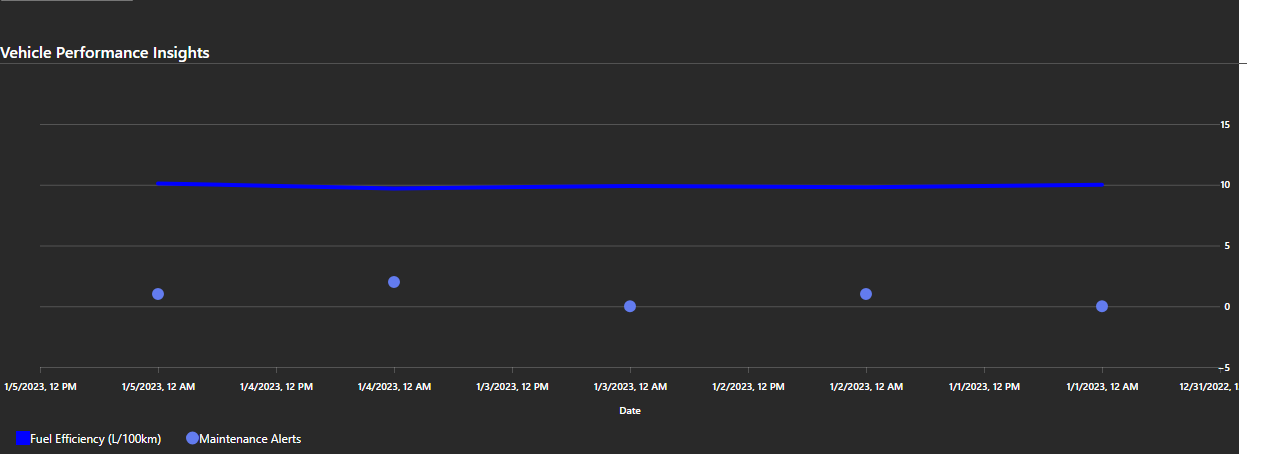 Vehicle Performance Insights
15
10
5
0
-5
1/5/2023, 12 PM
1/5/2023, 12 AM
1/4/2023, 12 PM
1/4/2023, 12 AM
1/3/2023, 12 PM
1/3/2023, 12 AM
1/2/2023, 12 PM
1/2/2023, 12 AM
1/1/2023, 12 PM
1/1/2023, 12 AM
12/31/2022,
Date
Fuel Efficiency (L/100km)
Maintenance Alerts